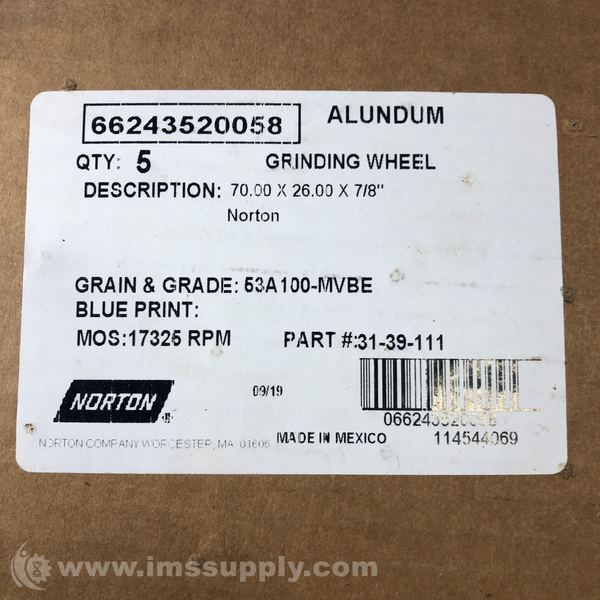 66243520058 ALUNDUM
QTY: 5 GRINDING WHEEL
DESCRIPTION: 70.00 X 26.00 X 7/8"
Norton
GRAIN & GRADE: 53A100-MVBE
BLUE PRINT:
MOS:17325 RPM PART #:31-39-111
NORTON ®
09/19
066243520058
NORTON COMPANY WORCESTER, MA 01606 MADE IN MEXICO 114544069
© www.imssupply.com